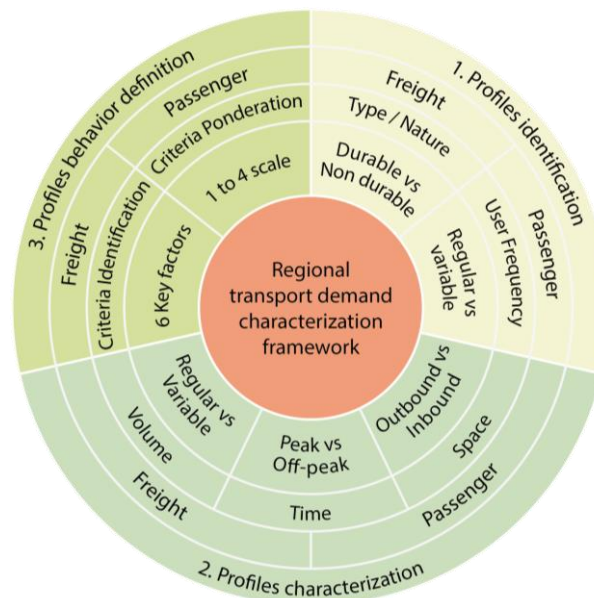 Regional
transport demand
characterization
framework
1. Profiles identification
Freight
Type / Nature
Durable vs
Non durable
Passenger
User Frequency
Regular vs
variable
2. Profiles characterization
Passenger
Space
Outbound vs
Inbound
Time
Peak vs
Off-peak
Freight
Volume
Regular vs
Variable
3. Profiles behavior definition
Freight
Criteria Identification
6 Key factors
Passenger
Criteria Ponderation
1 to 4 scale